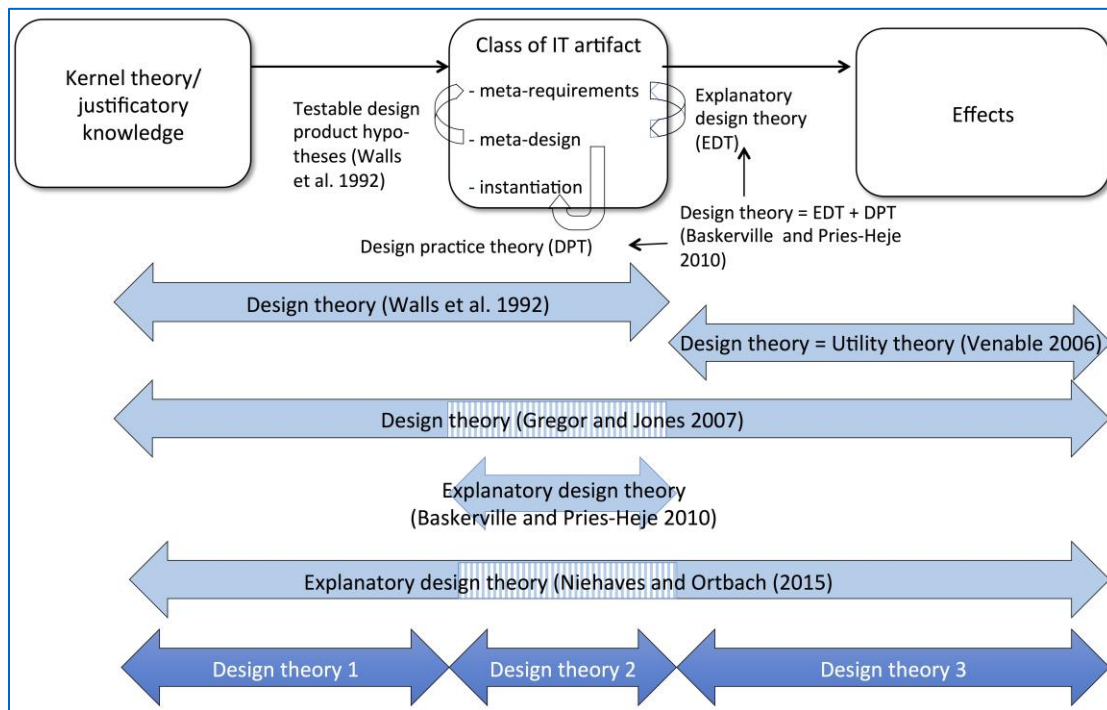 Kernel theory/
justificatory
knowledge
Class of IT artifact
- meta-requirements
- meta-design
- instantiation
Effects
Testable design
product hypo-
theses (Walls
et al. 1992)
Explanatory
design theory
(EDT)
Design theory = EDT + DPT
(Baskerville and Pries-Heje
2010)
Design practice theory (DPT)
Design theory (Walls et al. 1992)
Design theory = Utility theory (Venable 2006)
Design theory (Gregor and Jones 2007)
Explanatory design theory
(Baskerville and Pries-Heje 2010)
Explanatory design theory (Niehaves and Ortbach (2015)
Design theory 1
Design theory 2
Design theory 3